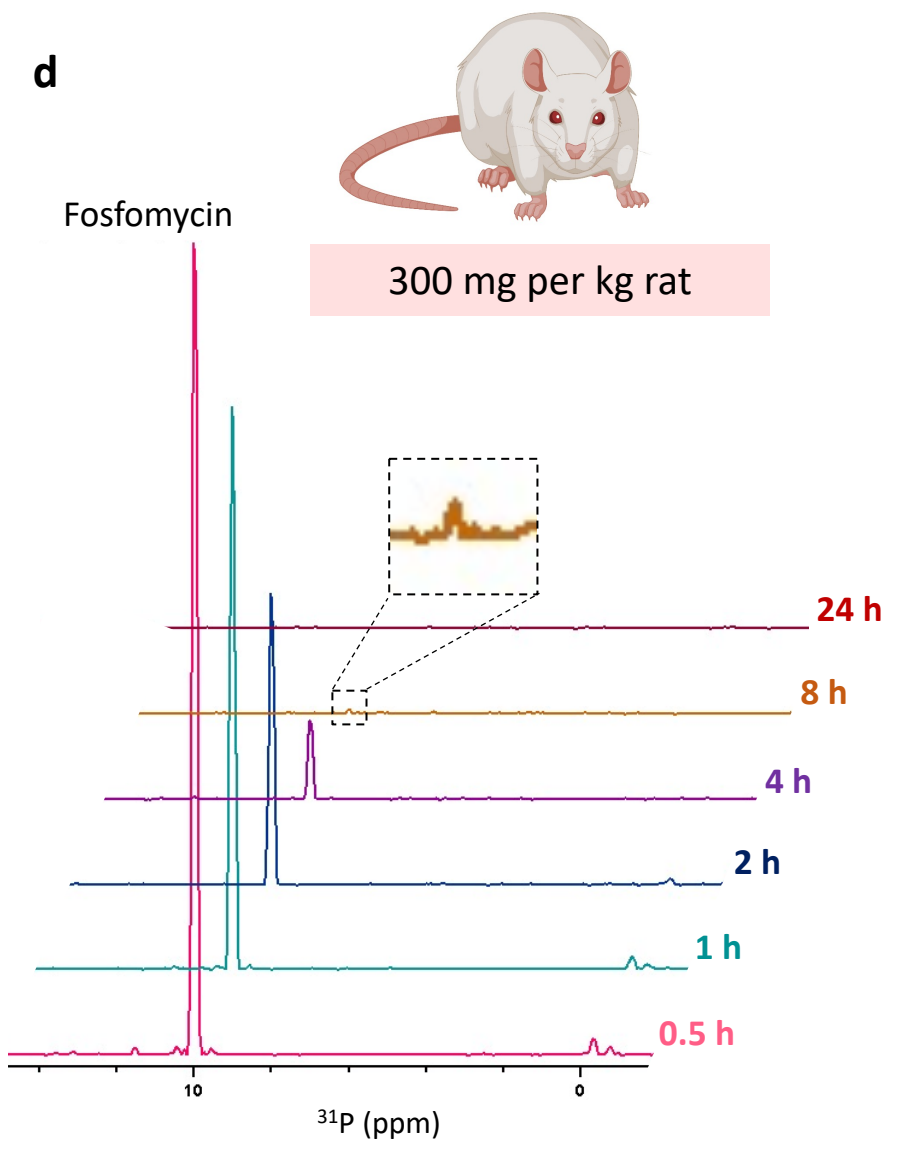 d
Fosfomycin
300 mg per kg rat
24 h
8 h
4 h
2 h
1 h
0.5 h
10
0
³¹P (ppm)